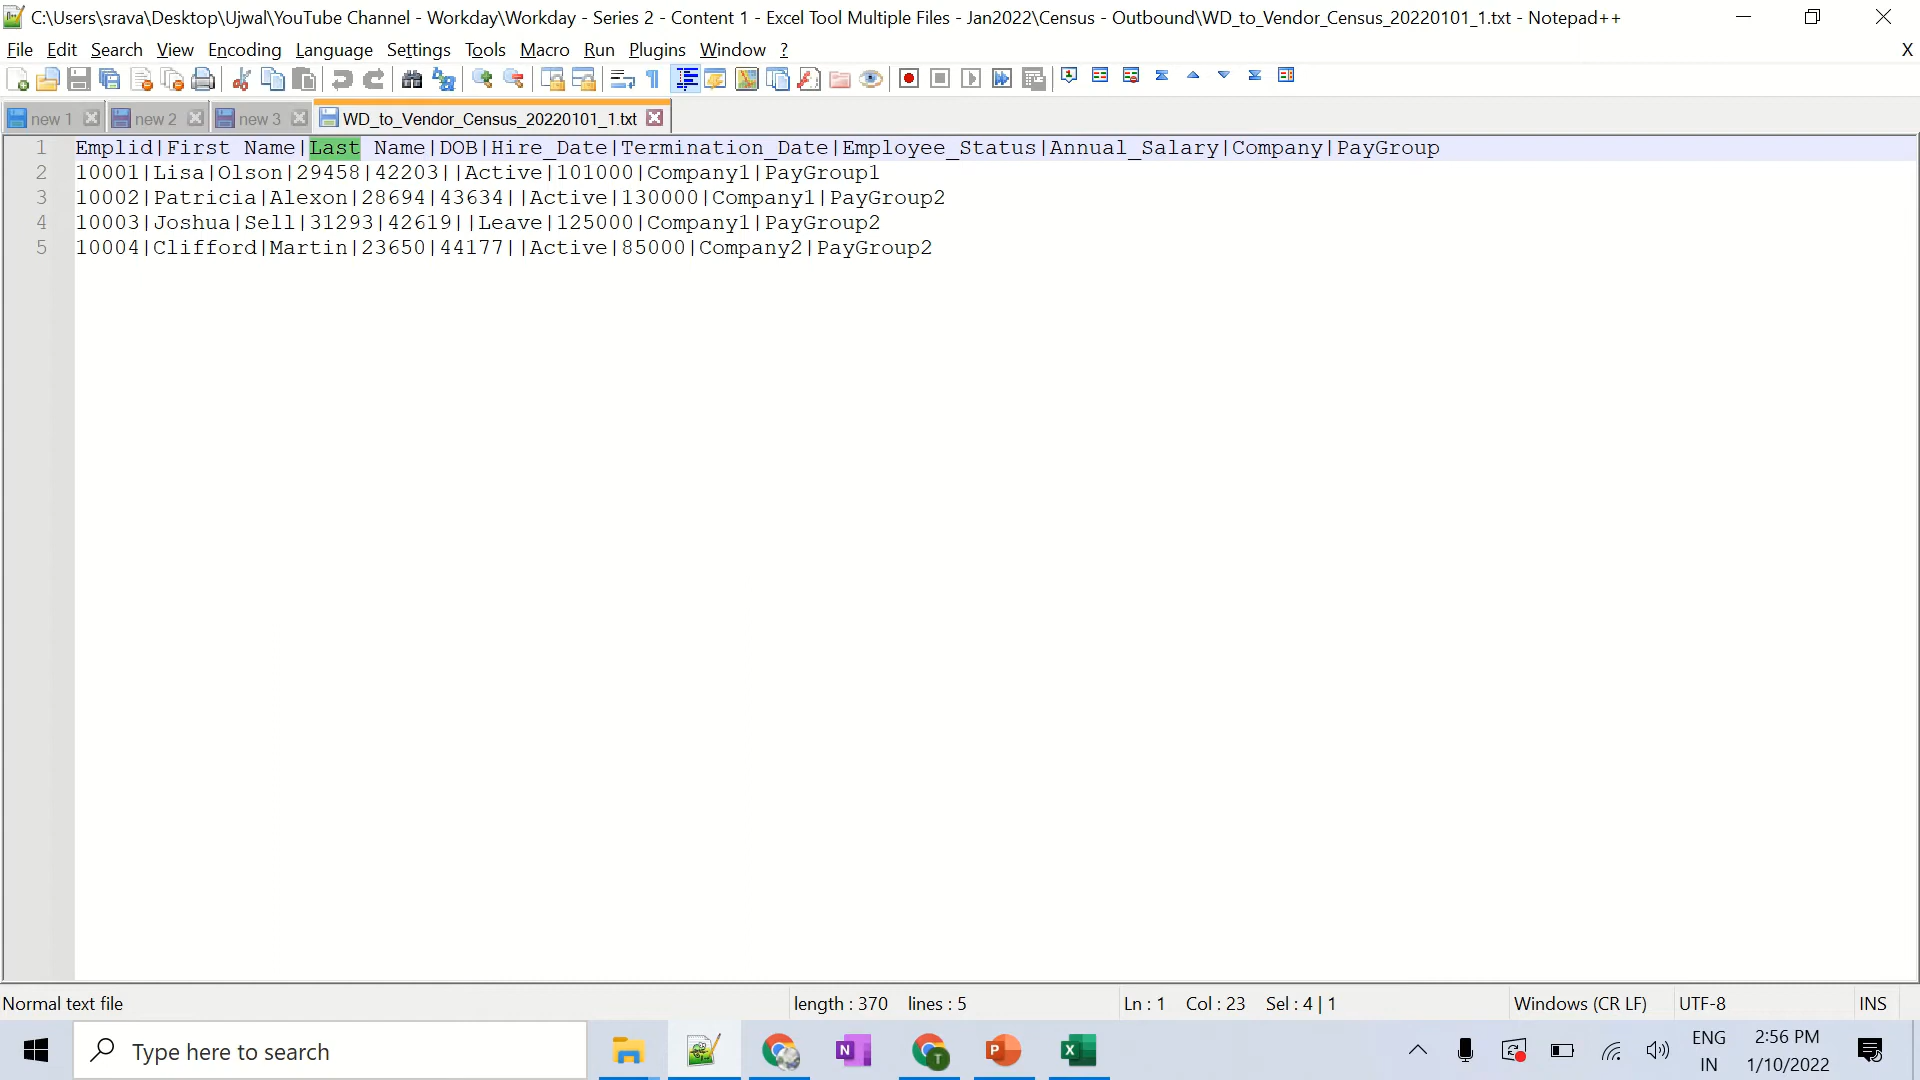 C:\Users\srava\Desktop\Ujwal\YouTube Channel - Workday\Workday - Series 2 - Content 1 - Excel Tool Multiple Files - Jan2022\Census - Outbound\WD_to_Vendor_Census_20220101_1.txt - Notepad++
File Edit Search View Encoding Language Settings Tools Macro Run Plugins Window ? X
new 1 new 2 new 3 WD_to_Vendor_Census_20220101_1.txt
1 Emplid|First Name|Last Name|DOB|Hire_Date|Termination_Date|Employee_Status|Annual_Salary|Company|PayGroup
2 10001|Lisa|Olson|29458|42203||Active|101000|Company1|PayGroup1
3 10002|Patricia|Alexon|28694|43634||Active|130000|Company1|PayGroup2
4 10003|Joshua|Sell|31293|42619||Leave|125000|Company1|PayGroup2
5 10004|Clifford|Martin|23650|44177||Active|85000|Company2|PayGroup2
Normal text file length : 370 lines : 5 Ln : 1 Col : 23 Sel : 4 | 1 Windows (CR LF) UTF-8 INS
Type here to search
ENG
IN
2:56 PM
1/10/2022